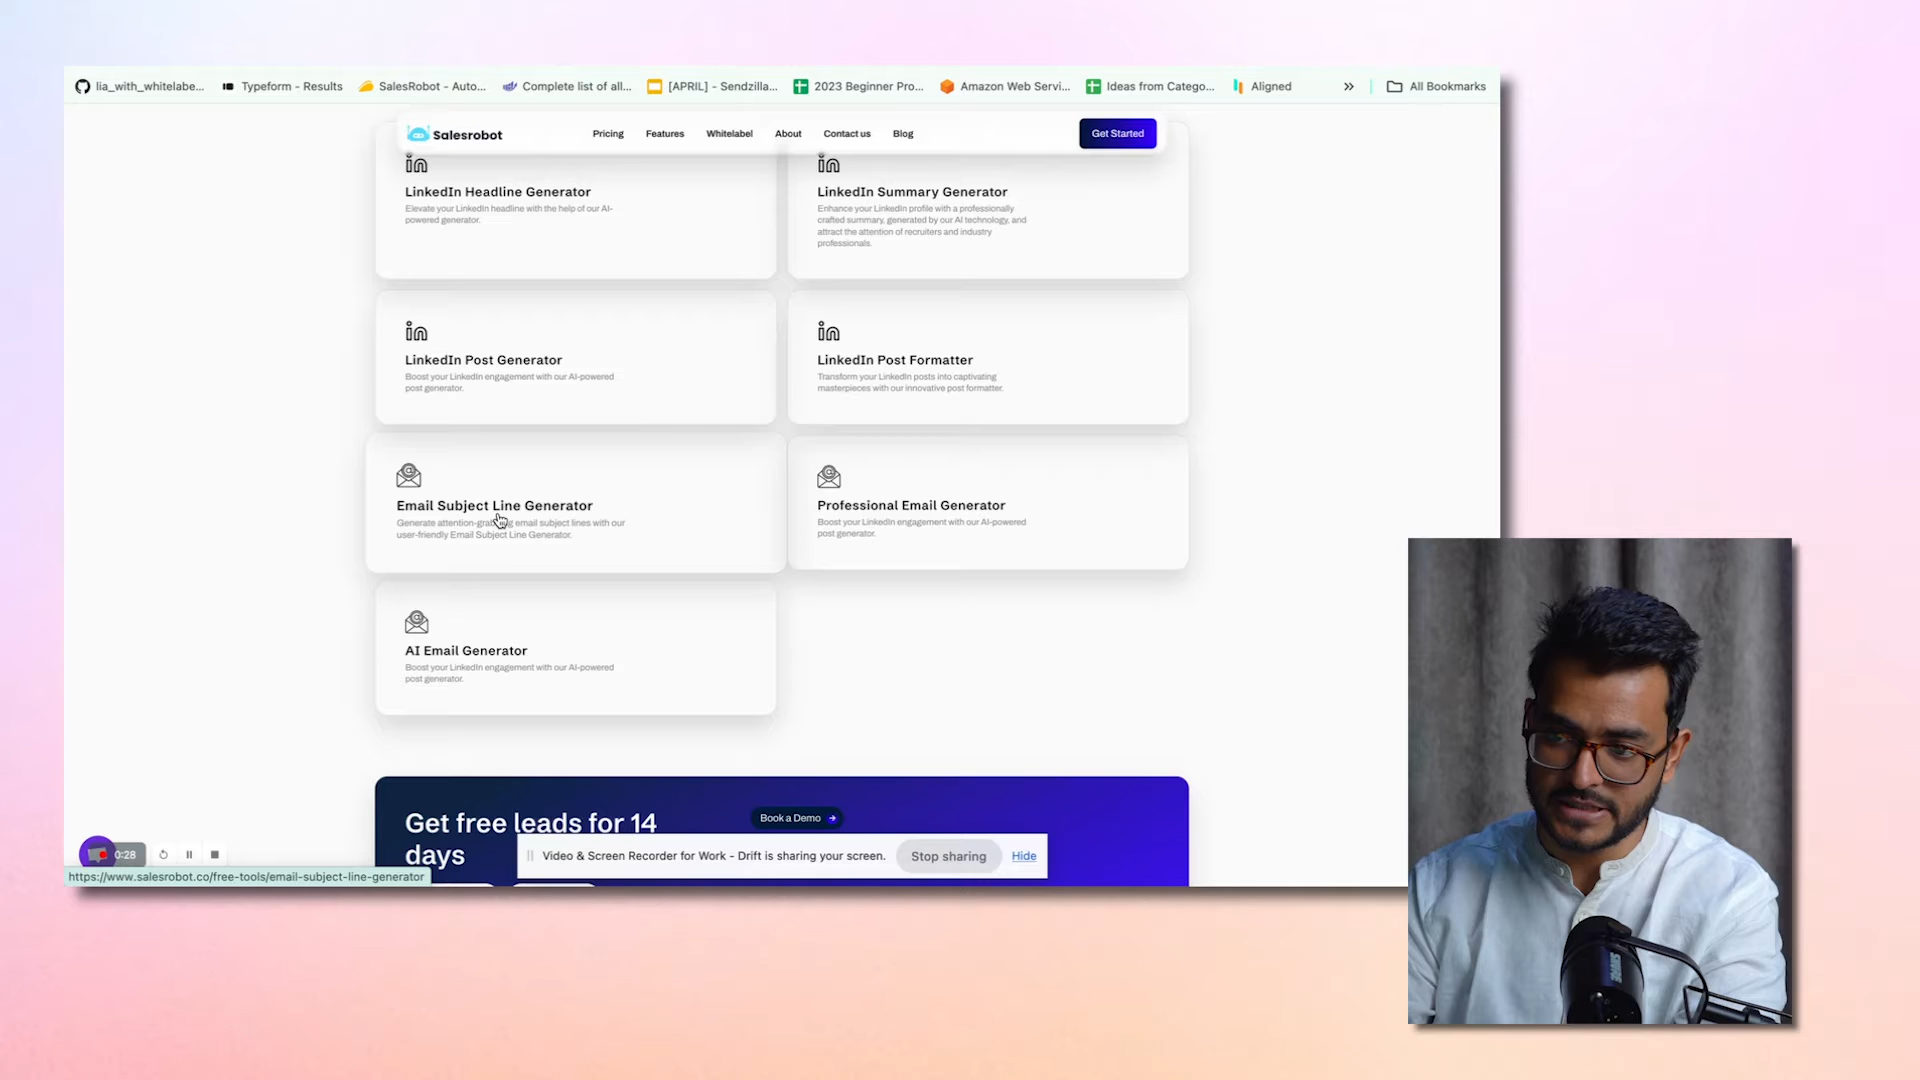 lia_with_whitelabe...
Typeform - Results
SalesRobot - Auto...
Complete list of all...
[APRIL] - Sendzilla...
2023 Beginner Pro...
Amazon Web Servi...
Ideas from Catego...
Aligned
»
All Bookmarks
Salesrobot
Pricing
Features
Whitelabel
About
Contact us
Blog
Get Started
LinkedIn Headline Generator
Elevate your LinkedIn headline with the help of our AI-
powered generator.
LinkedIn Summary Generator
Enhance your LinkedIn profile with a professionally
crafted summary, generated by our AI technology, and
attract the attention of recruiters and industry
professionals.
LinkedIn Post Generator
Boost your LinkedIn engagement with our AI-powered
post generator.
LinkedIn Post Formatter
Transform your LinkedIn posts into captivating
masterpieces with our innovative post formatter.
Email Subject Line Generator
Generate attention-grabbing email subject lines with our
user-friendly Email Subject Line Generator.
Professional Email Generator
Boost your LinkedIn engagement with our AI-powered
post generator.
AI Email Generator
Boost your LinkedIn engagement with our AI-powered
post generator.
Get free leads for 14
days
Book a Demo
0:28
Video & Screen Recorder for Work - Drift is sharing your screen.
Stop sharing
Hide
https://www.salesrobot.co/free-tools/email-subject-line-generator
SHURE